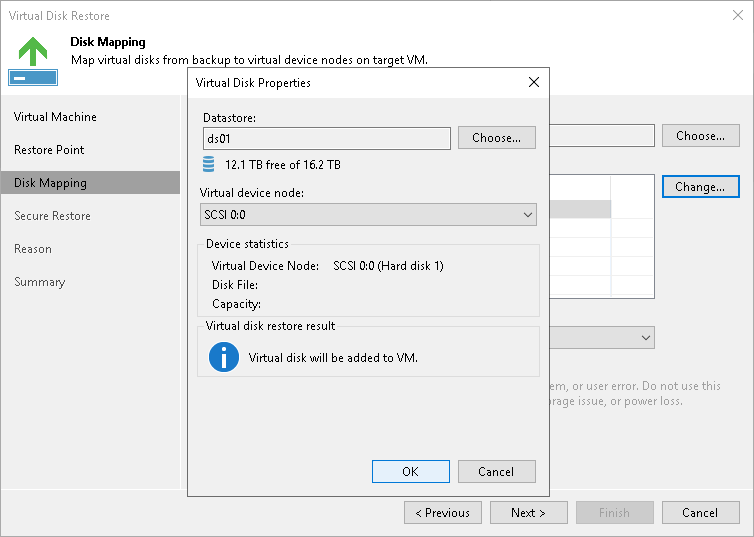 Virtual Disk Restore
Disk Mapping
Map virtual disks from backup to virtual device nodes on target VM.
Virtual Machine
Restore Point
Disk Mapping
Secure Restore
Reason
Summary
Virtual Disk Properties
Datastore:
ds01
Choose...
12.1 TB free of 16.2 TB
Virtual device node:
SCSI 0:0
Device statistics
Virtual Device Node: SCSI 0:0 (Hard disk 1)
Disk File:
Capacity:
Virtual disk restore result
Virtual disk will be added to VM.
OK
Cancel
Choose...
Change...
or user error. Do not use this
issue, or power loss.
< Previous
Next >
Finish
Cancel